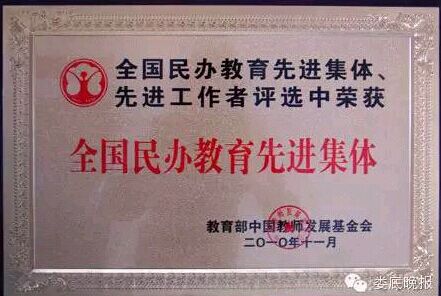 全国民办教育先进集体、
先进工作者评选中荣获
全国民办教育先进集体
教育部中国教师发展基金会
二〇一〇年十一月
娄底晚报